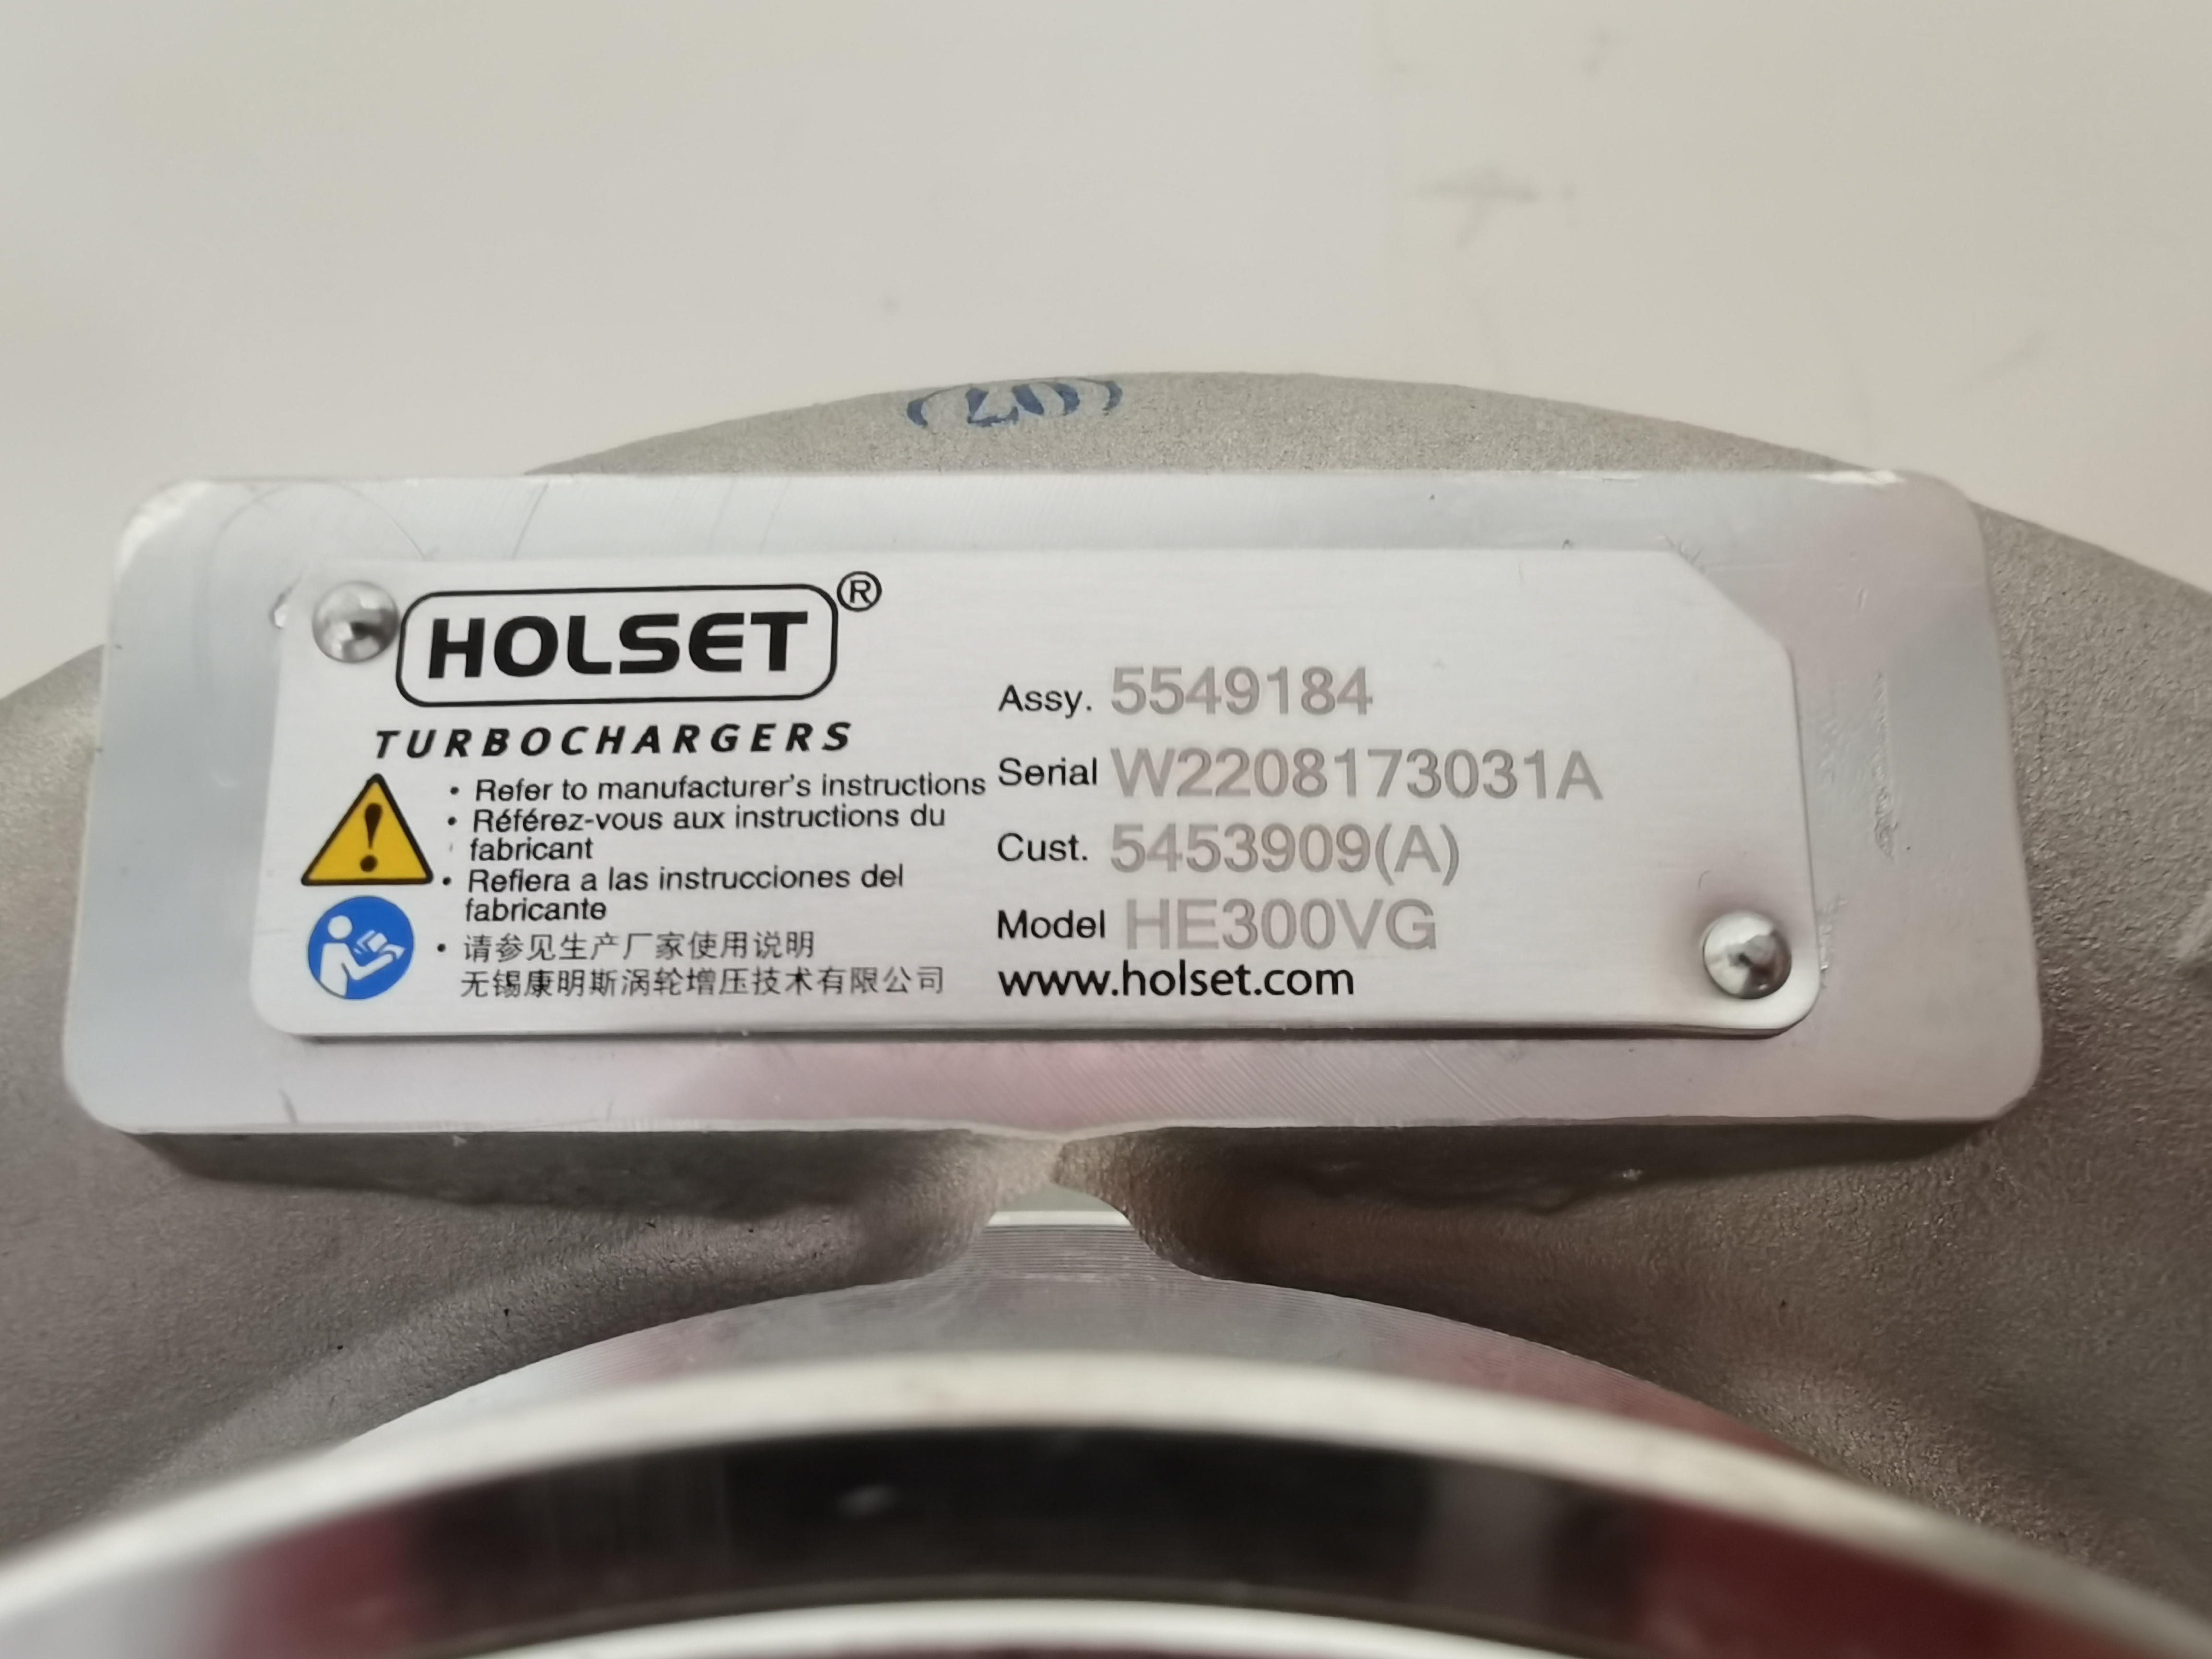 HOLSET®
TURBOCHARGERS
• Refer to manufacturer's instructions
• Référez-vous aux instructions du
fabricant
• Refiera a las instrucciones del
fabricante
• 请参见生产厂家使用说明
无锡康明斯涡轮增压技术有限公司
Assy. 5549184
Serial W2208173031A
Cust. 5453909(A)
Model HE300VG
www.holset.com